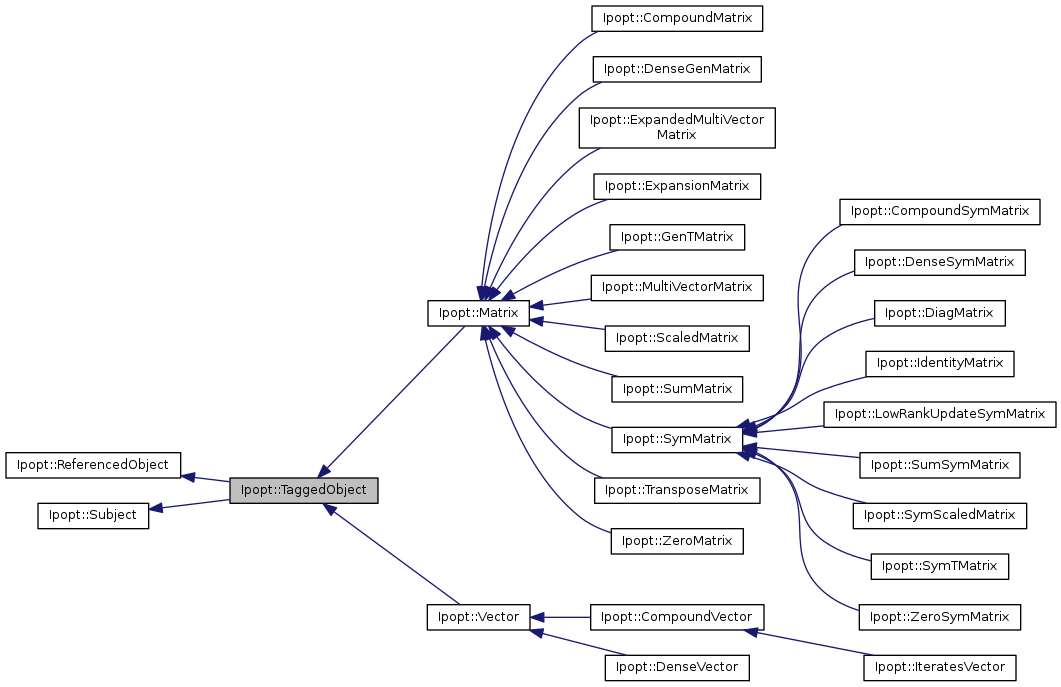 Ipopt::CompoundMatrix
Ipopt::DenseGenMatrix
Ipopt::ExpandedMultiVector
Matrix
Ipopt::ExpansionMatrix
Ipopt::CompoundSymMatrix
Ipopt::GenTMatrix
Ipopt::DenseSymMatrix
Ipopt::MultiVectorMatrix
Ipopt::Matrix
Ipopt::DiagMatrix
Ipopt::ScaledMatrix
Ipopt::IdentityMatrix
Ipopt::SumMatrix
Ipopt::LowRankUpdateSymMatrix
Ipopt::SymMatrix
Ipopt::ReferencedObject
Ipopt::SumSymMatrix
Ipopt::TaggedObject
Ipopt::TransposeMatrix
Ipopt::Subject
Ipopt::SymScaledMatrix
Ipopt::ZeroMatrix
Ipopt::SymTMatrix
Ipopt::Vector
Ipopt::CompoundVector
Ipopt::ZeroSymMatrix
Ipopt::DenseVector
Ipopt::IteratesVector